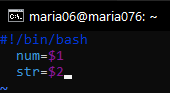 maria06@maria076: ~
#!/bin/bash
  num=$1
  str=$2
~